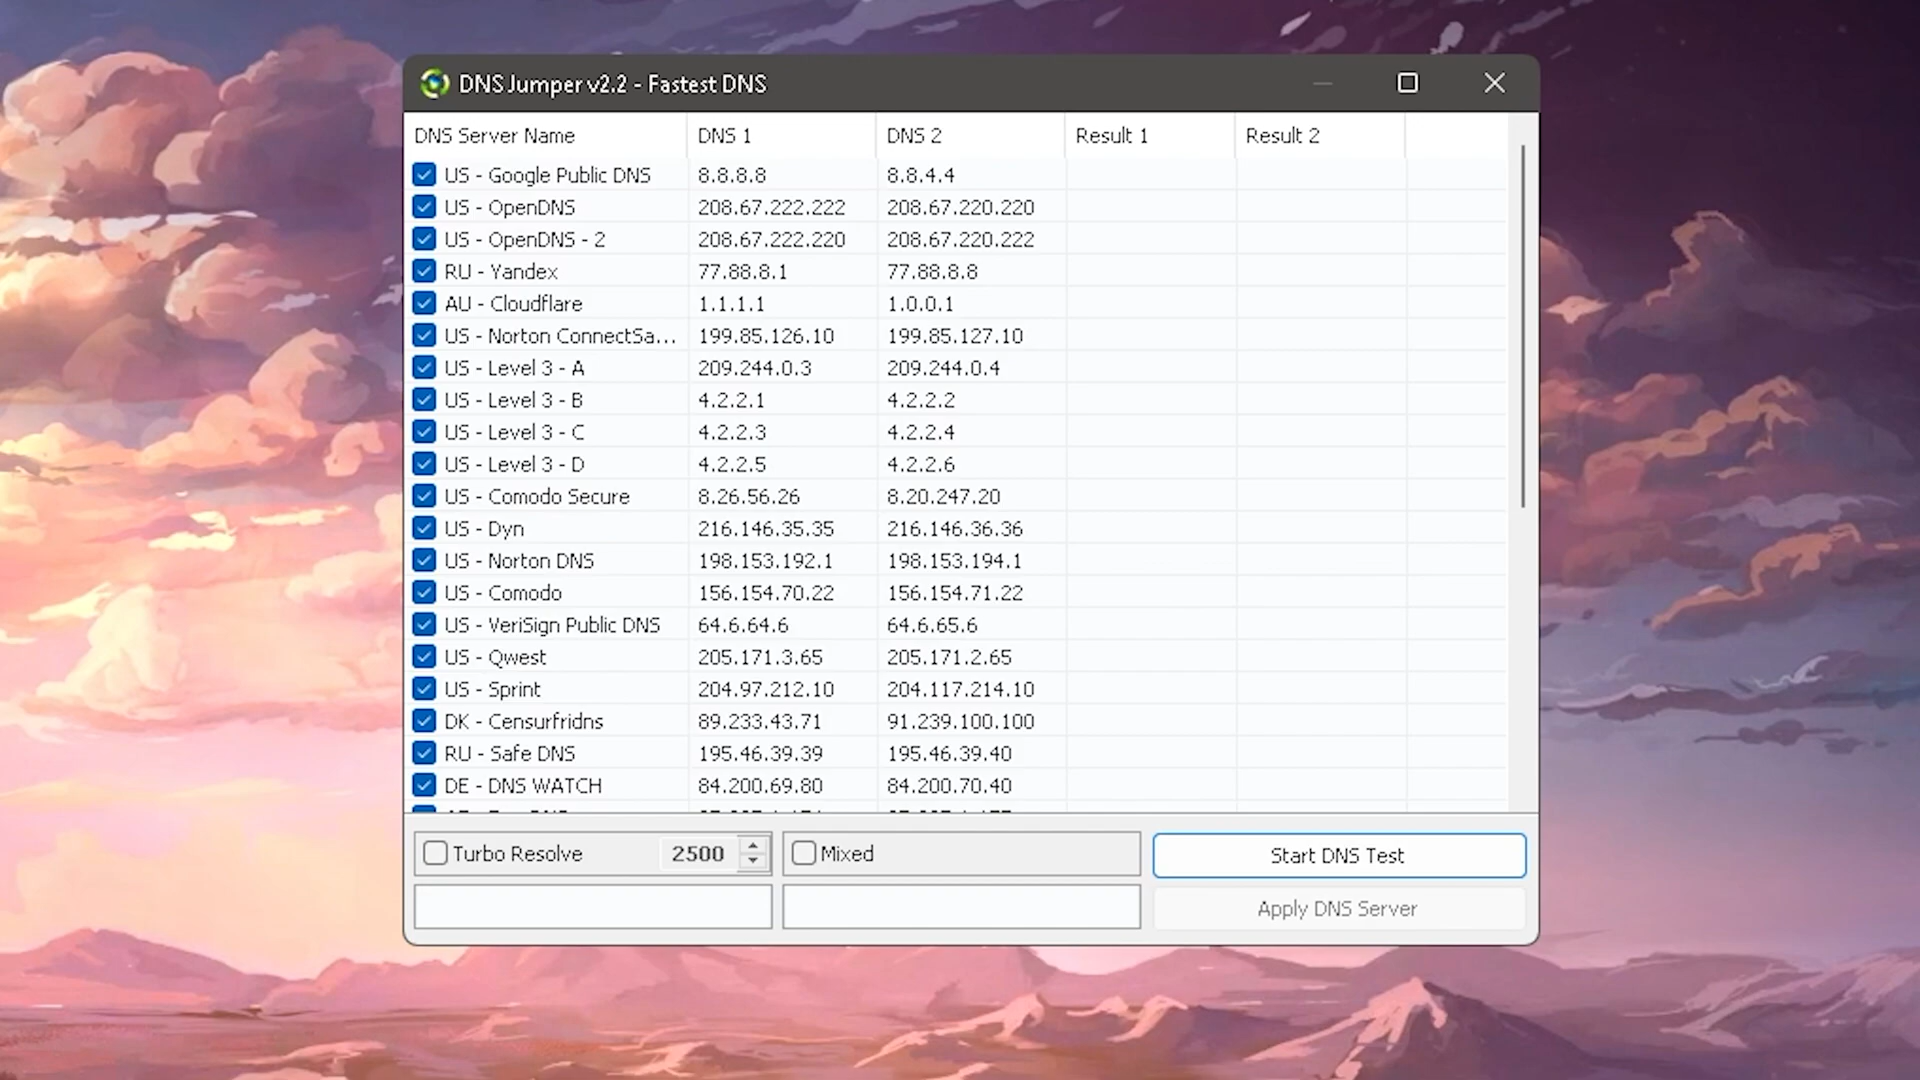 DNS Jumper v2.2 - Fastest DNS
DNS Server Name DNS 1 DNS 2 Result 1 Result 2
US - Google Public DNS 8.8.8.8 8.8.4.4
US - OpenDNS 208.67.222.222 208.67.220.220
US - OpenDNS - 2 208.67.222.220 208.67.220.222
RU - Yandex 77.88.8.1 77.88.8.8
AU - Cloudflare 1.1.1.1 1.0.0.1
US - Norton ConnectSa... 199.85.126.10 199.85.127.10
US - Level 3 - A 209.244.0.3 209.244.0.4
US - Level 3 - B 4.2.2.1 4.2.2.2
US - Level 3 - C 4.2.2.3 4.2.2.4
US - Level 3 - D 4.2.2.5 4.2.2.6
US - Comodo Secure 8.26.56.26 8.20.247.20
US - Dyn 216.146.35.35 216.146.36.36
US - Norton DNS 198.153.192.1 198.153.194.1
US - Comodo 156.154.70.22 156.154.71.22
US - VeriSign Public DNS 64.6.64.6 64.6.65.6
US - Qwest 205.171.3.65 205.171.2.65
US - Sprint 204.97.212.10 204.117.214.10
DK - Censurfridns 89.233.43.71 91.239.100.100
RU - Safe DNS 195.46.39.39 195.46.39.40
DE - DNS WATCH 84.200.69.80 84.200.70.40
Turbo Resolve 2500 Mixed Start DNS Test
Apply DNS Server